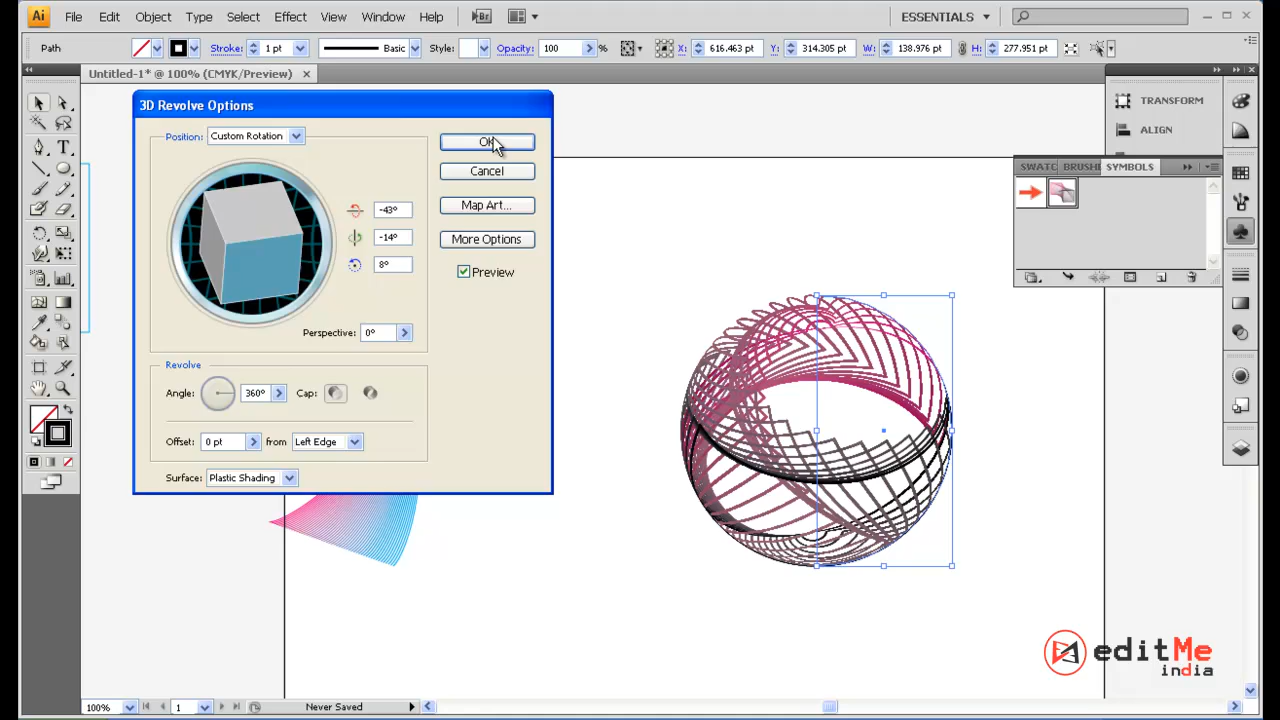 Ai File Edit Object Type Select Effect View Window Help Br ESSENTIALS
Path Stroke: 1 pt Basic Style: Opacity: 100 % X: 616.463 pt Y: 314.305 pt W: 138.976 pt H: 277.951 pt
Untitled-1* @ 100% (CMYK/Preview)
3D Revolve Options
Position: Custom Rotation
OK
Cancel
Map Art...
More Options
Preview
-43°
-14°
8°
Perspective: 0°
Revolve
Angle: 360° Cap:
Offset: 0 pt from Left Edge
Surface: Plastic Shading
TRANSFORM
ALIGN
SWATC BRUSHE SYMBOLS
editMe
india
100% 1 Never Saved